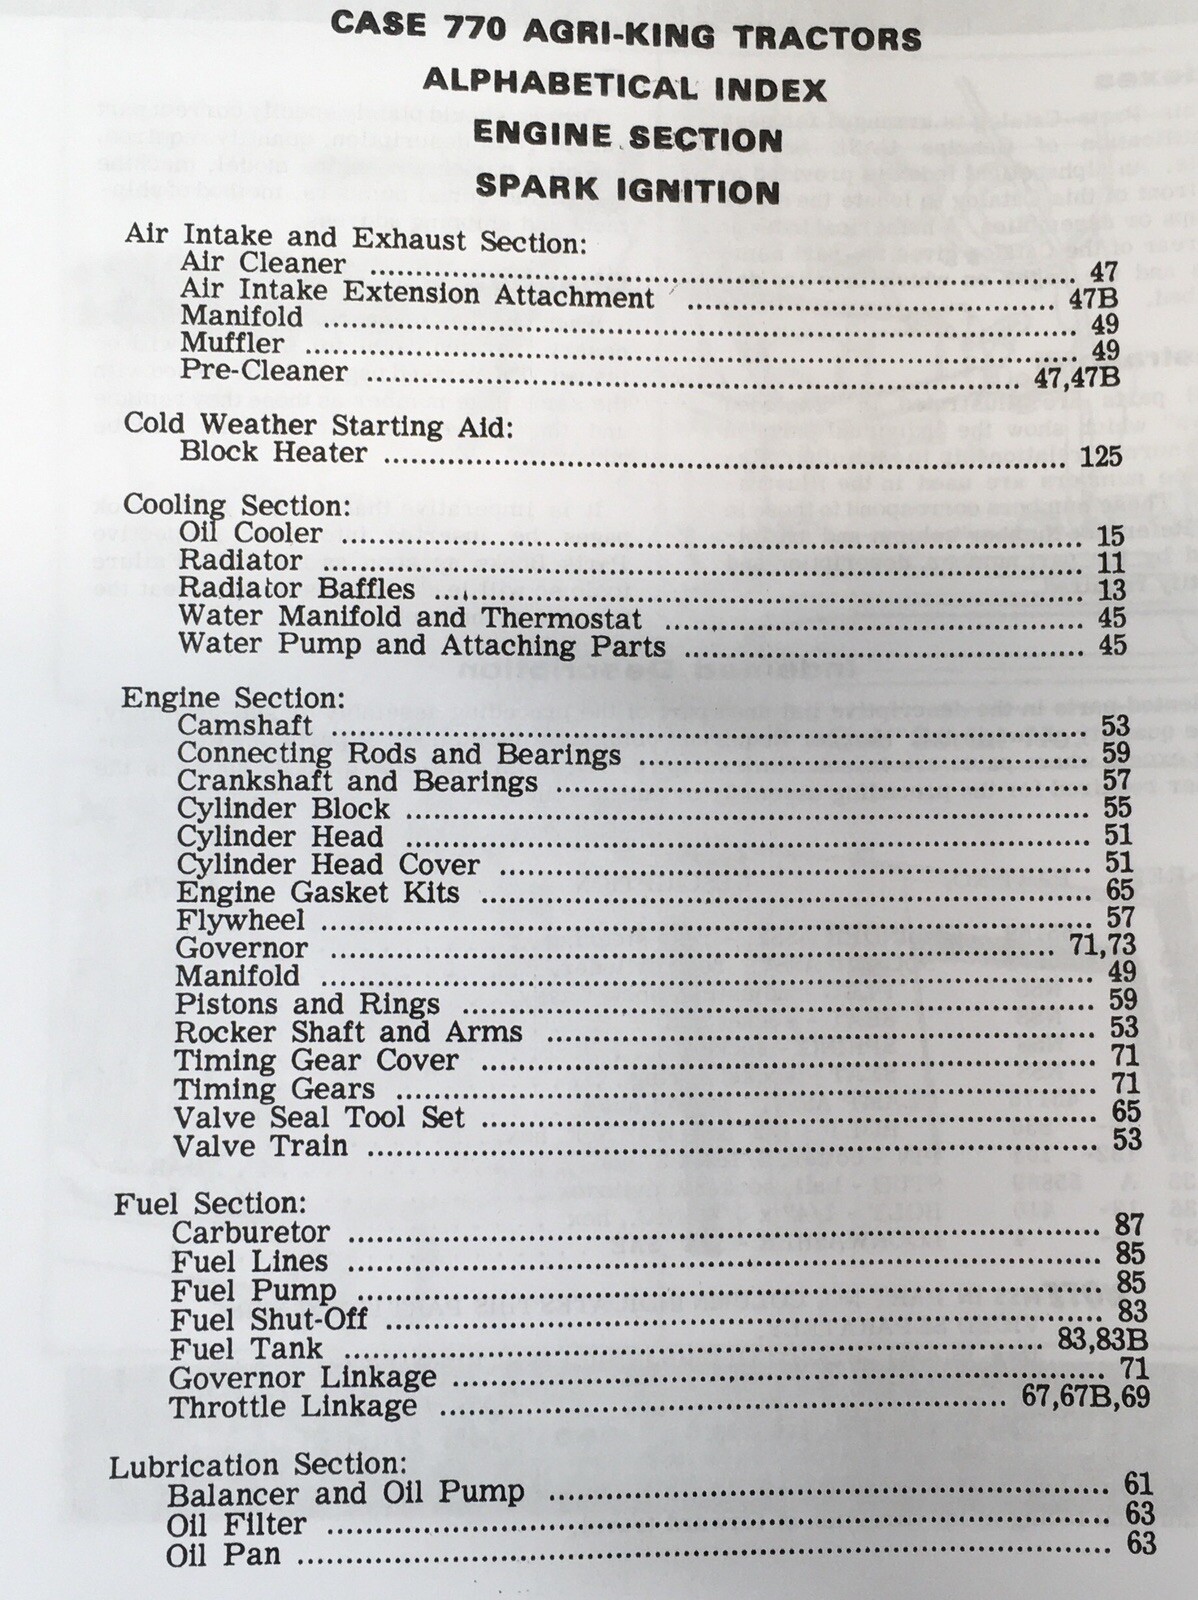 CASE 770 AGRI-KING TRACTORS
ALPHABETICAL INDEX
ENGINE SECTION
SPARK IGNITION
Air Intake and Exhaust Section:
Air Cleaner ........ 47
Air Intake Extension Attachment ........ 47B
Manifold ........ 49
Muffler ........ 49
Pre-Cleaner ........ 47,47B
Cold Weather Starting Aid:
Block Heater ........ 125
Cooling Section:
Oil Cooler ........ 15
Radiator ........ 11
Radiator Baffles ........ 13
Water Manifold and Thermostat ........ 45
Water Pump and Attaching Parts ........ 45
Engine Section:
Camshaft ........ 53
Connecting Rods and Bearings ........ 59
Crankshaft and Bearings ........ 57
Cylinder Block ........ 55
Cylinder Head ........ 51
Cylinder Head Cover ........ 51
Engine Gasket Kits ........ 65
Flywheel ........ 57
Governor ........ 71,73
Manifold ........ 49
Pistons and Rings ........ 59
Rocker Shaft and Arms ........ 53
Timing Gear Cover ........ 71
Timing Gears ........ 71
Valve Seal Tool Set ........ 65
Valve Train ........ 53
Fuel Section:
Carburetor ........ 87
Fuel Lines ........ 85
Fuel Pump ........ 85
Fuel Shut-Off ........ 83
Fuel Tank ........ 83,83B
Governor Linkage ........ 71
Throttle Linkage ........ 67,67B,69
Lubrication Section:
Balancer and Oil Pump ........ 61
Oil Filter ........ 63
Oil Pan ........ 63